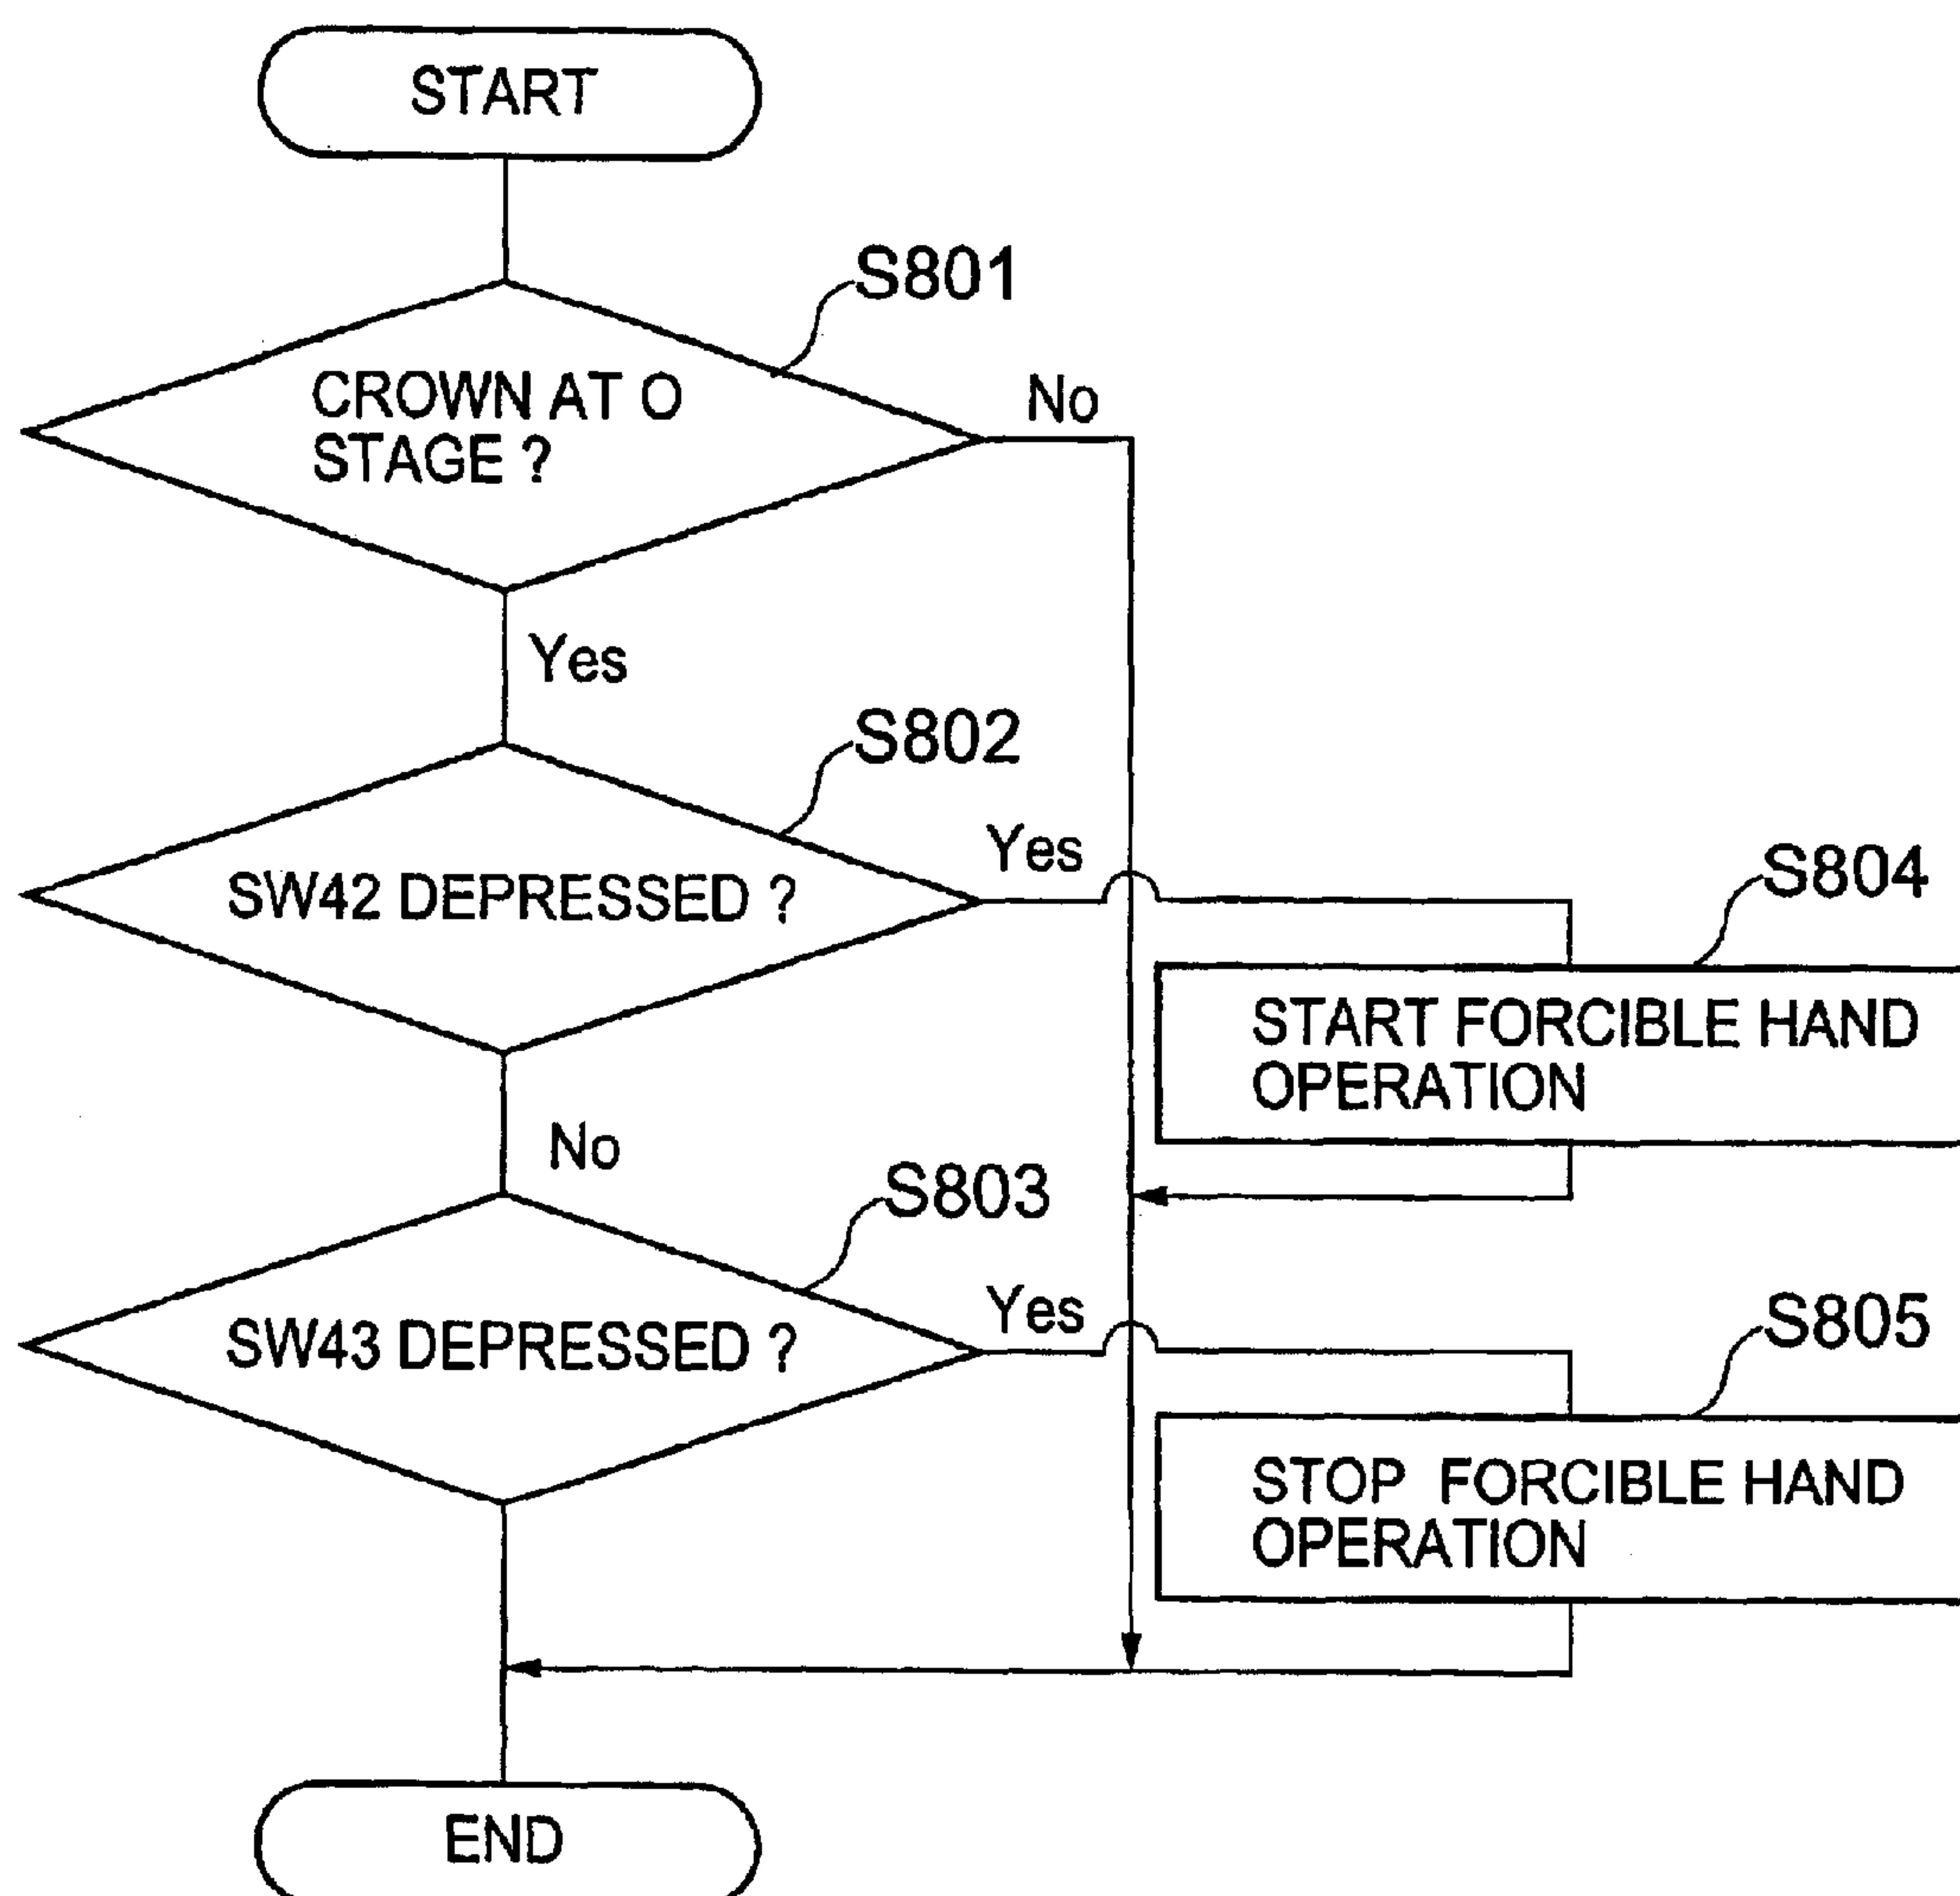 START
S801
CROWN AT O
STAGE ?
No
Yes
S802
SW42 DEPRESSED ?
Yes
S804
START FORCIBLE HAND
OPERATION
No
S803
SW43 DEPRESSED ?
Yes
S805
STOP FORCIBLE HAND
OPERATION
END